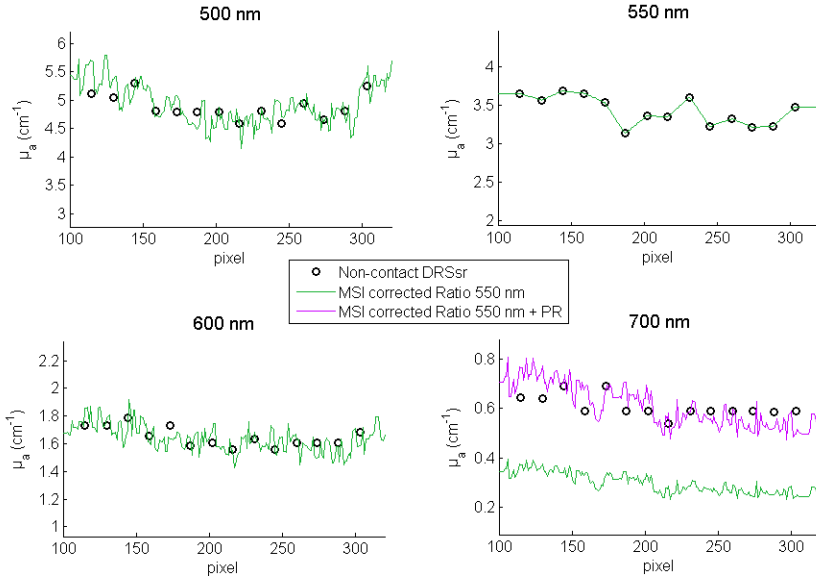 500 nm
6
5.5
5
4.5
4
3.5
3
μa (cm-1)
100 150 200 250 300
pixel
550 nm
4
3.5
3
2.5
2
μa (cm-1)
100 150 200 250 300
pixel
Non-contact DRSsr
MSI corrected Ratio 550 nm
MSI corrected Ratio 550 nm + PR
600 nm
2.2
2
1.8
1.6
1.4
1.2
1
μa (cm-1)
100 150 200 250 300
pixel
700 nm
0.8
0.6
0.4
0.2
μa (cm-1)
100 150 200 250 300
pixel